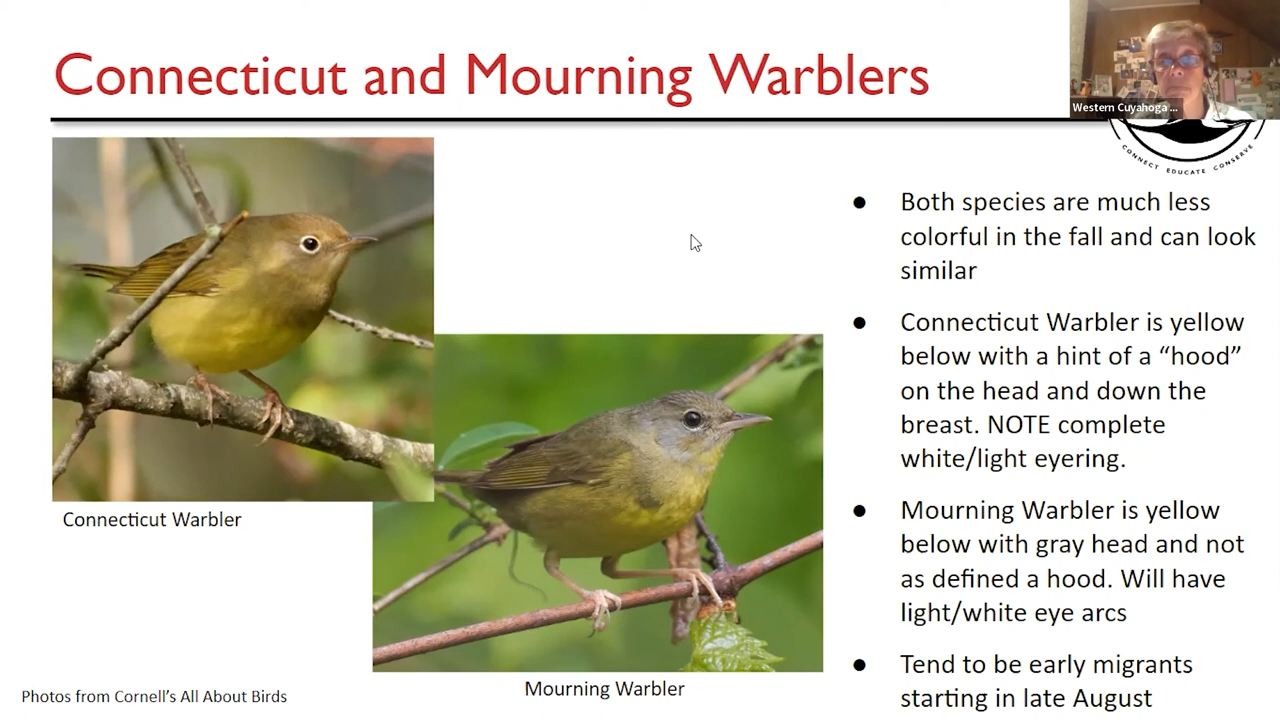 Connecticut and Mourning Warblers
Western Cuyahoga ...
CONNECT EDUCATE CONSERVE
● Both species are much less
colorful in the fall and can look
similar
● Connecticut Warbler is yellow
below with a hint of a “hood”
on the head and down the
breast. NOTE complete
white/light eyering.
● Mourning Warbler is yellow
below with gray head and not
as defined a hood. Will have
light/white eye arcs
● Tend to be early migrants
starting in late August
Connecticut Warbler
Mourning Warbler
Photos from Cornell’s All About Birds